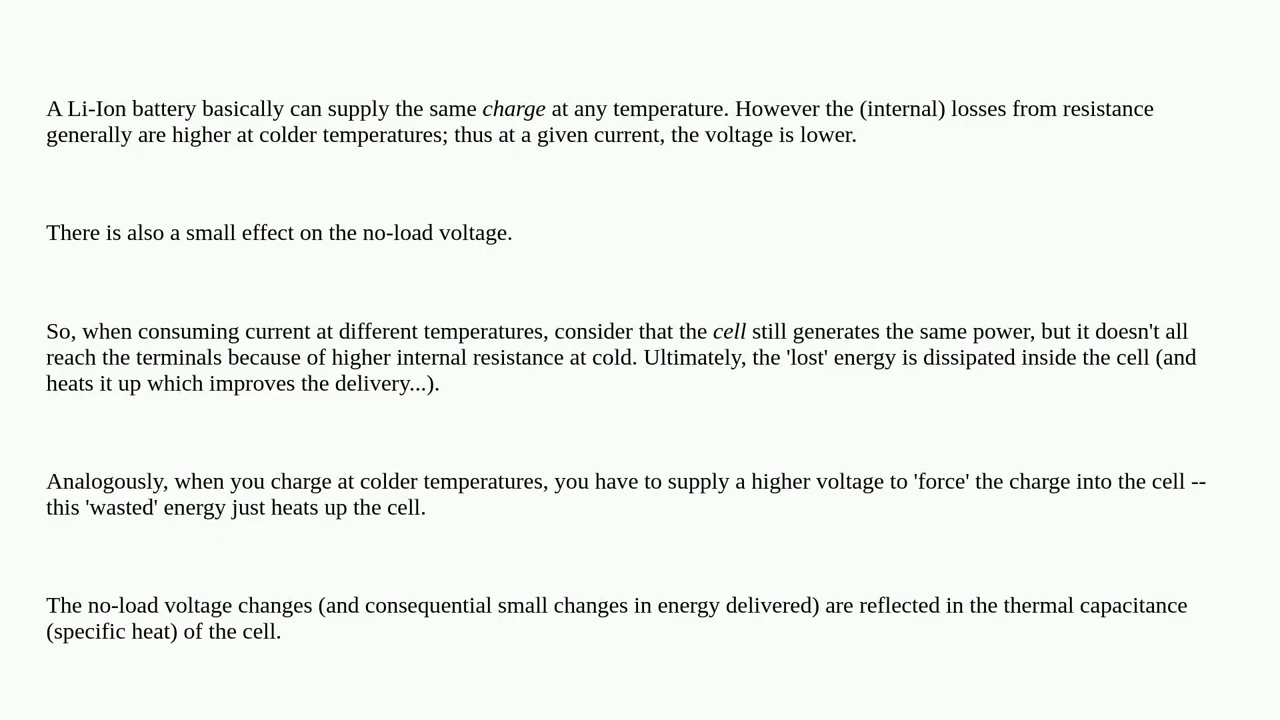 A Li-Ion battery basically can supply the same charge at any temperature. However the (internal) losses from resistance
generally are higher at colder temperatures; thus at a given current, the voltage is lower.
There is also a small effect on the no-load voltage.
So, when consuming current at different temperatures, consider that the cell still generates the same power, but it doesn't all
reach the terminals because of higher internal resistance at cold. Ultimately, the 'lost' energy is dissipated inside the cell (and
heats it up which improves the delivery...).
Analogously, when you charge at colder temperatures, you have to supply a higher voltage to 'force' the charge into the cell --
this 'wasted' energy just heats up the cell.
The no-load voltage changes (and consequential small changes in energy delivered) are reflected in the thermal capacitance
(specific heat) of the cell.